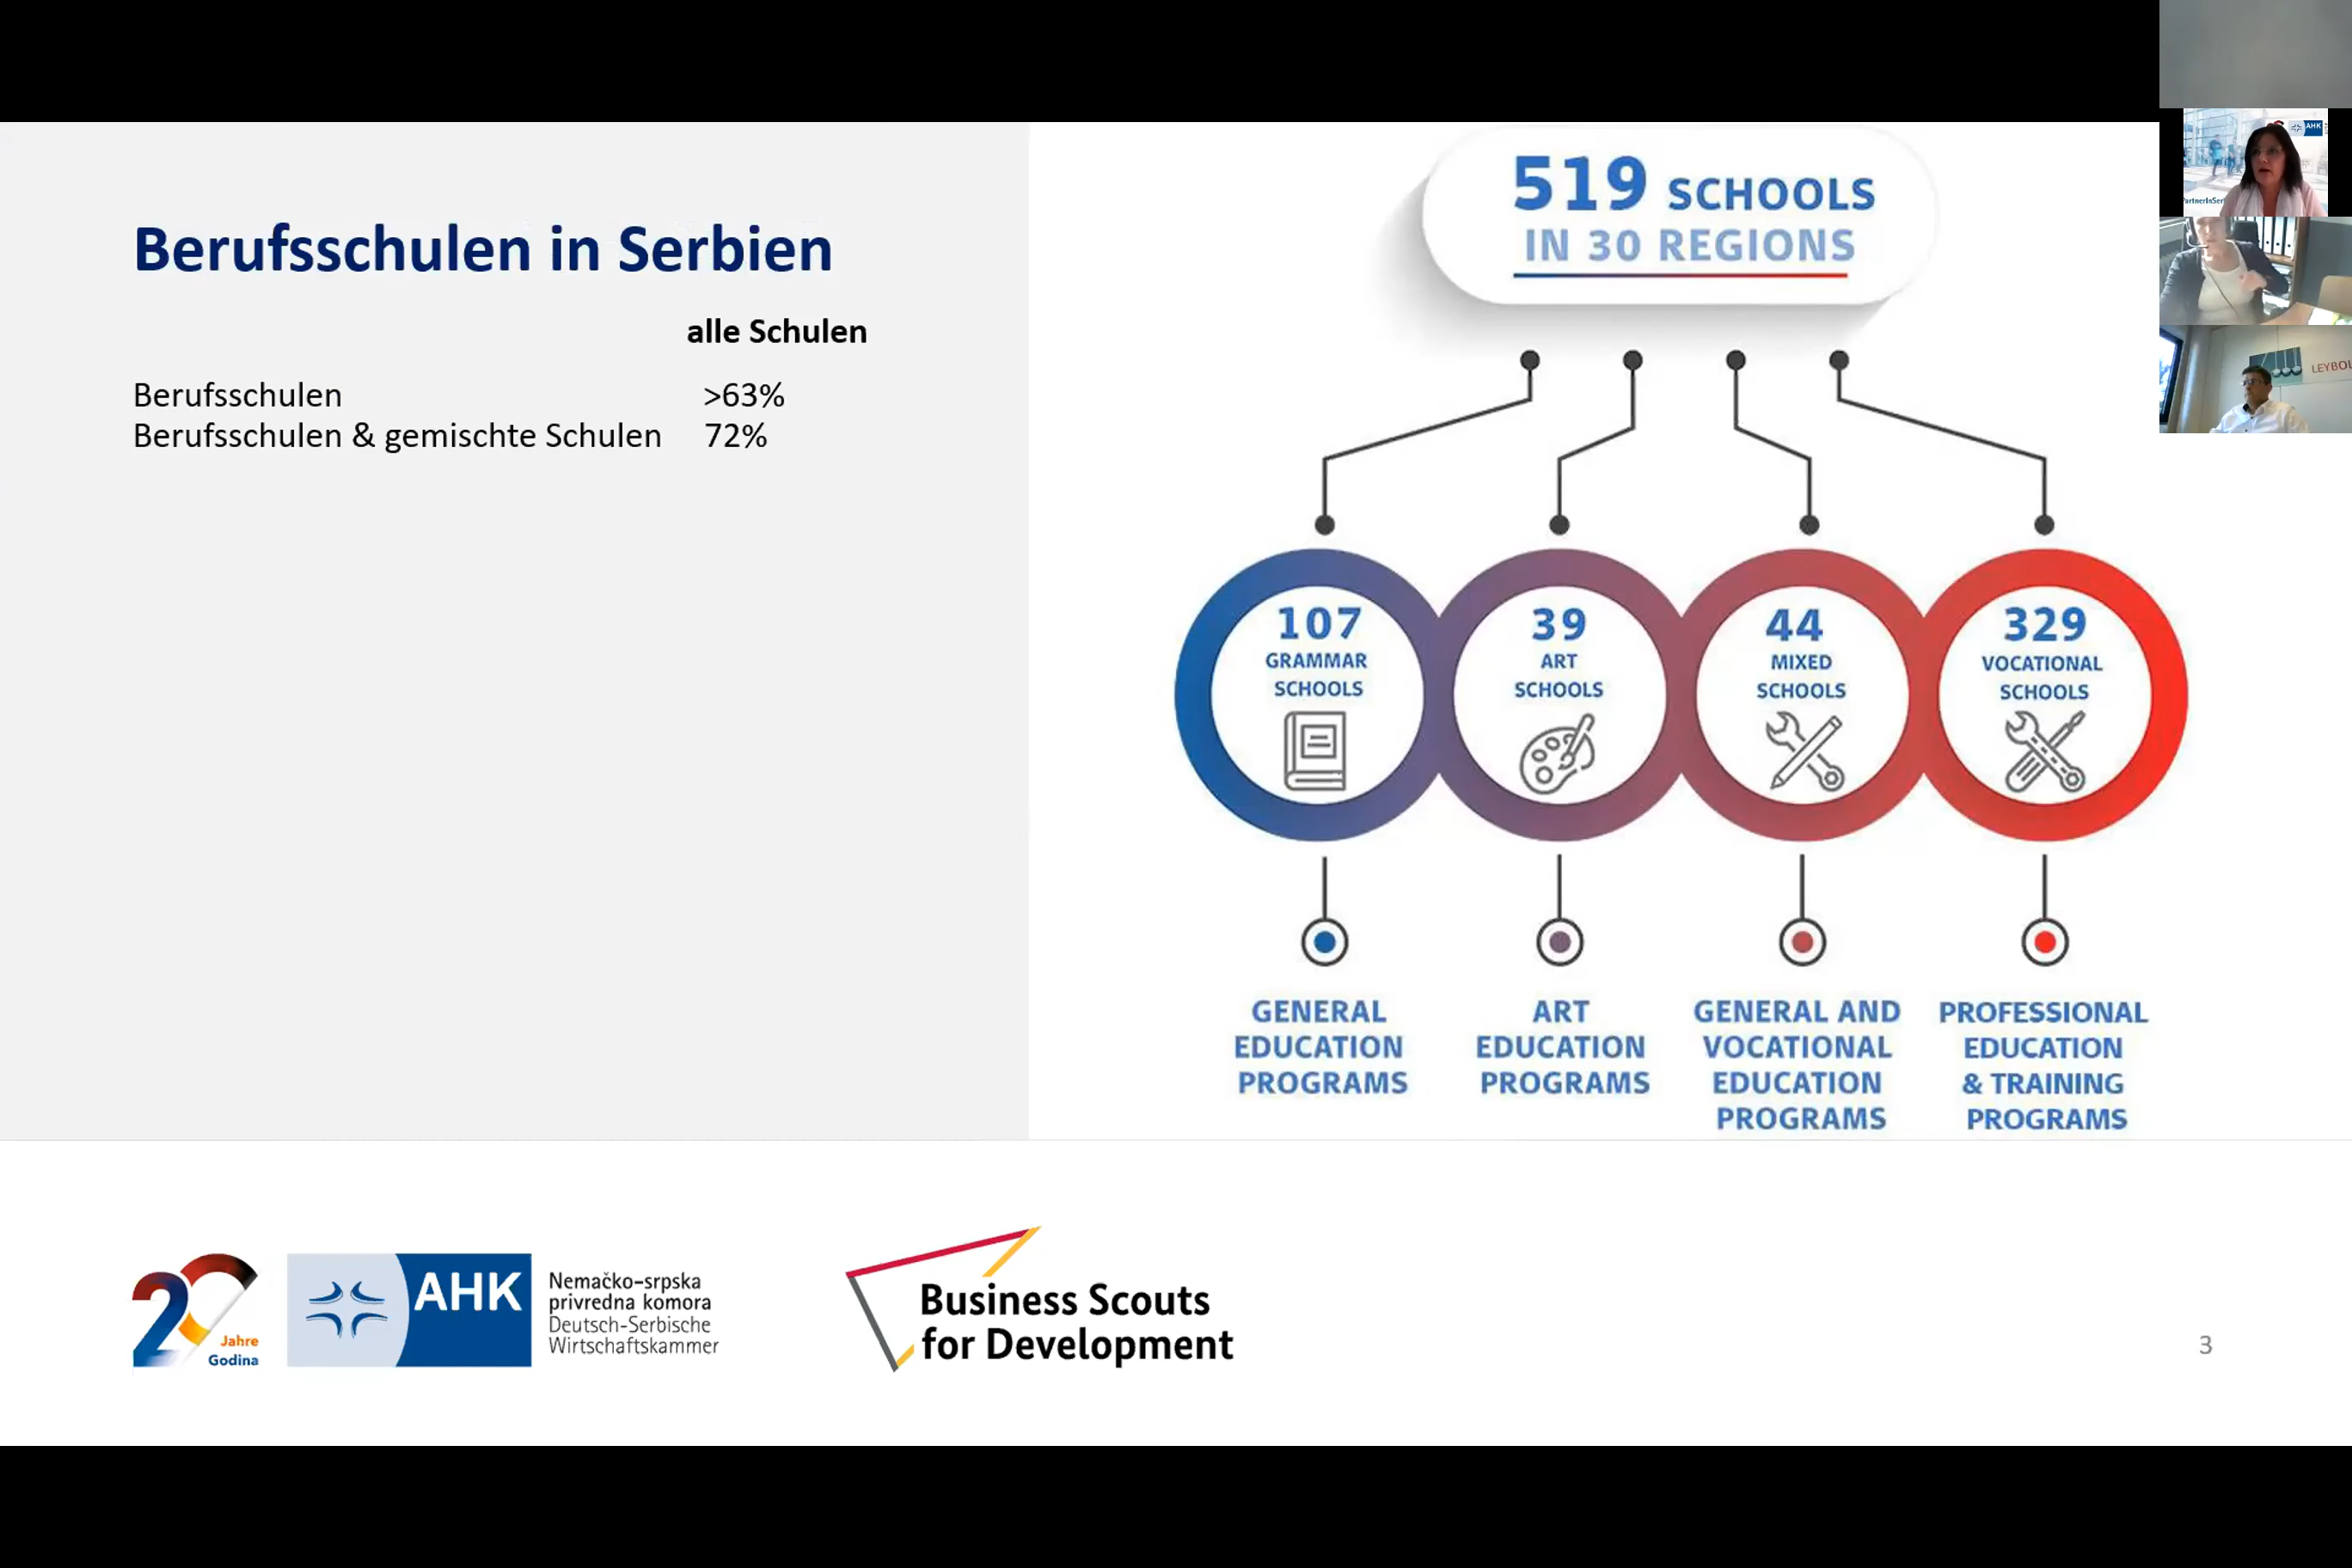 Berufsschulen in Serbien
alle Schulen
Berufsschulen >63%
Berufsschulen & gemischte Schulen 72%
519 SCHOOLS
IN 30 REGIONS
107
GRAMMAR
SCHOOLS
39
ART
SCHOOLS
44
MIXED
SCHOOLS
329
VOCATIONAL
SCHOOLS
GENERAL
EDUCATION
PROGRAMS
ART
EDUCATION
PROGRAMS
GENERAL AND
VOCATIONAL
EDUCATION
PROGRAMS
PROFESSIONAL
EDUCATION
& TRAINING
PROGRAMS
20
Jahre
Godina
AHK
Nemačko-srpska
privredna komora
Deutsch-Serbische
Wirtschaftskammer
Business Scouts
for Development
3
AHK